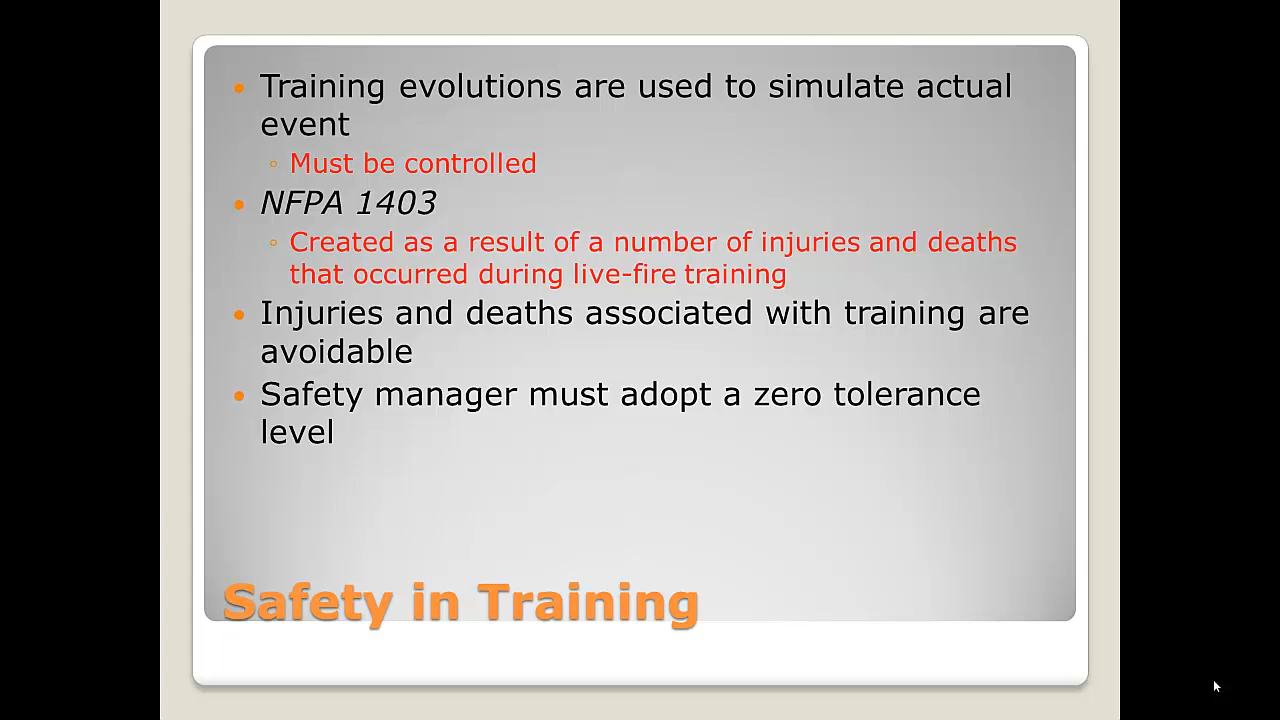 Training evolutions are used to simulate actual
event
Must be controlled
NFPA 1403
Created as a result of a number of injuries and deaths
that occurred during live-fire training
Injuries and deaths associated with training are
avoidable
Safety manager must adopt a zero tolerance
level
Safety in Training